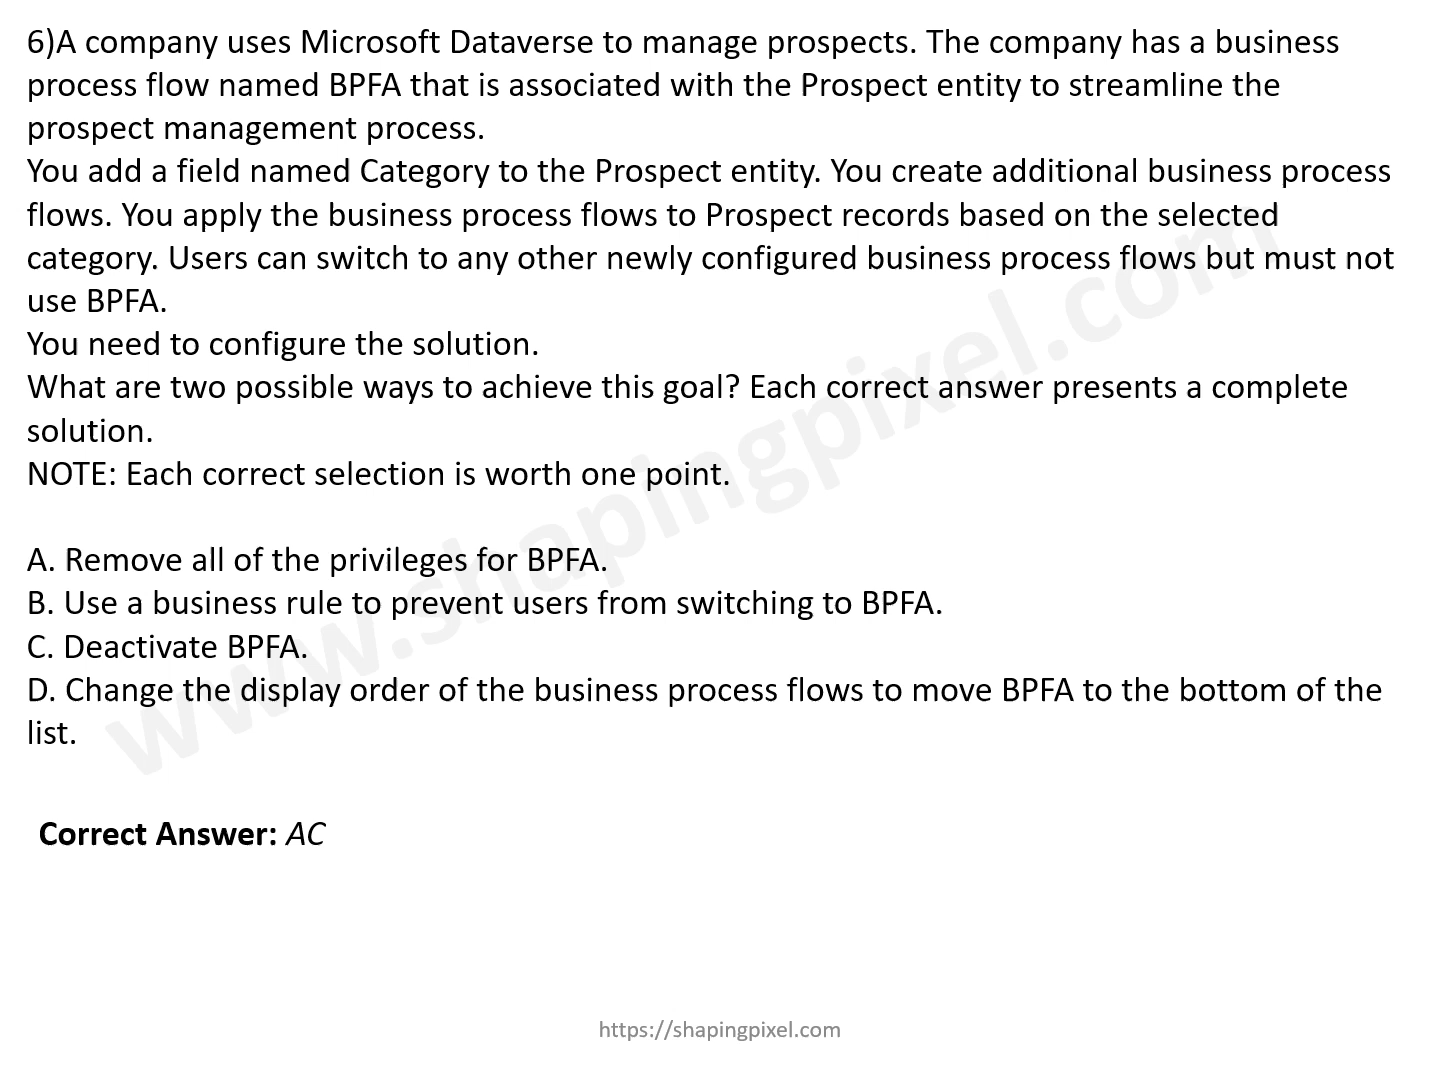 6)A company uses Microsoft Dataverse to manage prospects. The company has a business
process flow named BPFA that is associated with the Prospect entity to streamline the
prospect management process.
You add a field named Category to the Prospect entity. You create additional business process
flows. You apply the business process flows to Prospect records based on the selected
category. Users can switch to any other newly configured business process flows but must not
use BPFA.
You need to configure the solution.
What are two possible ways to achieve this goal? Each correct answer presents a complete
solution.
NOTE: Each correct selection is worth one point.
A. Remove all of the privileges for BPFA.
B. Use a business rule to prevent users from switching to BPFA.
C. Deactivate BPFA.
D. Change the display order of the business process flows to move BPFA to the bottom of the
list.
Correct Answer: AC
www.shapingpixel.com
https://shapingpixel.com